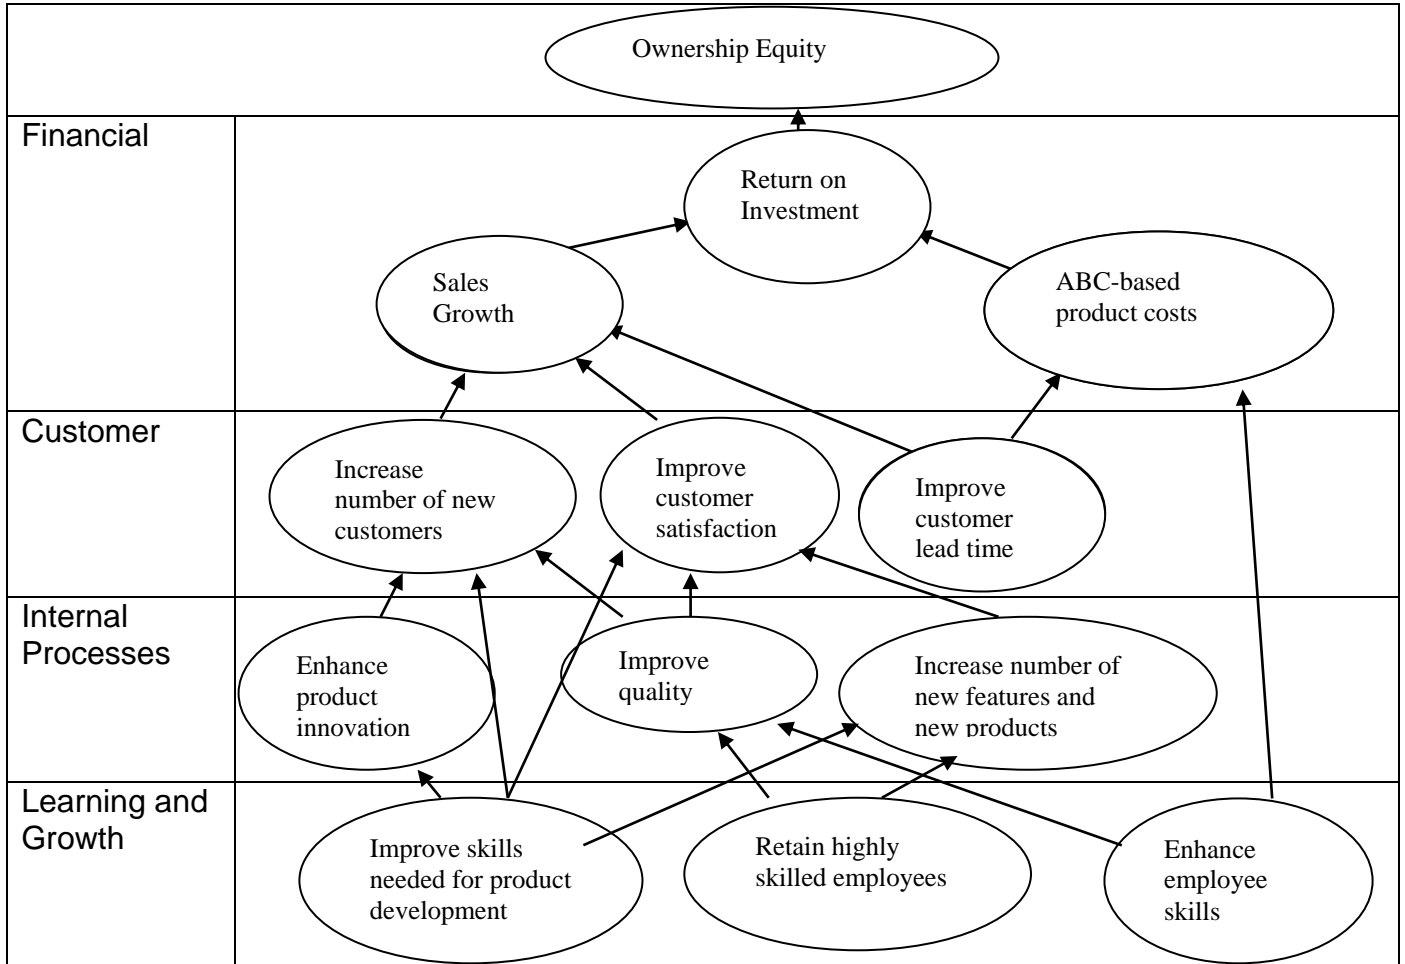 Ownership Equity
Financial
Return on
Investment
Sales
Growth
ABC-based
product costs
Customer
Increase
number of new
customers
Improve
customer
satisfaction
Improve
customer
lead time
Internal
Processes
Enhance
product
innovation
Improve
quality
Increase number of
new features and
new products
Learning and
Growth
Improve skills
needed for product
development
Retain highly
skilled employees
Enhance
employee
skills